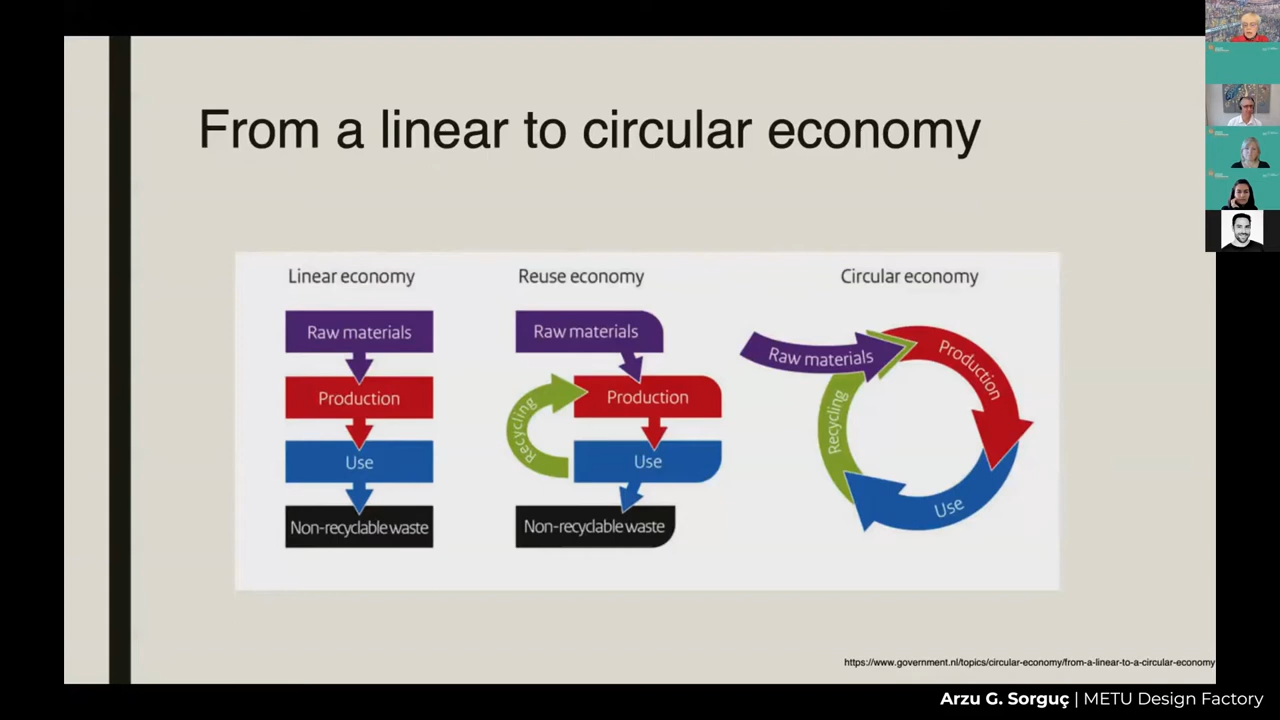 From a linear to circular economy
Linear economy
Raw materials
Production
Use
Non-recyclable waste
Reuse economy
Raw materials
Production
Recycling
Use
Non-recyclable waste
Circular economy
Raw materials
Production
Recycling
Use
https://www.government.nl/topics/circular-economy/from-a-linear-to-a-circular-economy
Arzu G. Sorguç | METU Design Factory